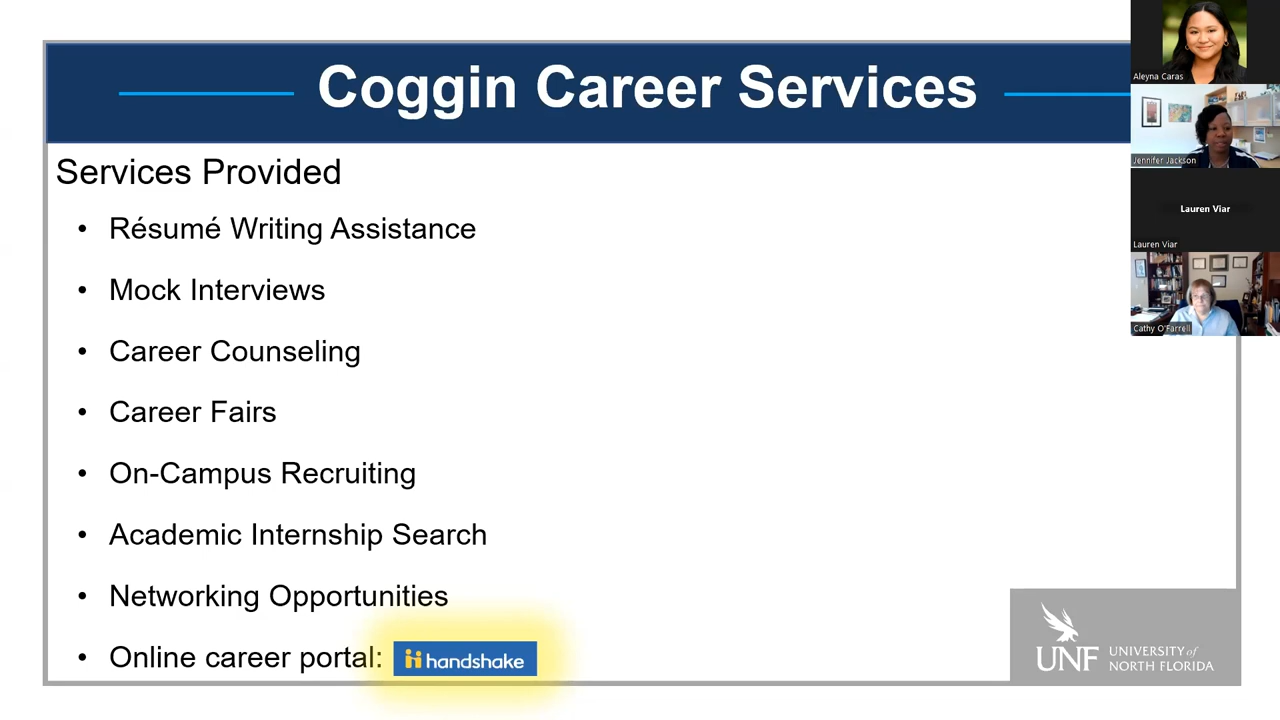 Coggin Career Services
Services Provided
• Résumé Writing Assistance
• Mock Interviews
• Career Counseling
• Career Fairs
• On-Campus Recruiting
• Academic Internship Search
• Networking Opportunities
• Online career portal: handshake
UNF UNIVERSITY of
NORTH FLORIDA
Aleyna Caras
Jennifer Jackson
Lauren Viar
Lauren Viar
Cathy O'Farrell